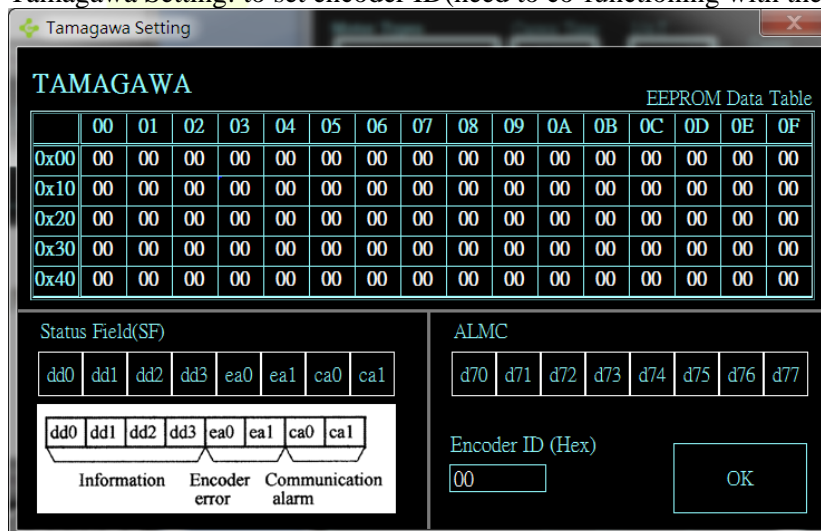 Tamagawa Setting: to set encoder ID(need to co-functioning with the
Tamagawa Setting
TAMAGAWA
EEPROM Data Table
00 01 02 03 04 05 06 07 08 09 0A 0B 0C 0D 0E 0F
0x00 00 00 00 00 00 00 00 00 00 00 00 00 00 00 00 00
0x10 00 00 00 00 00 00 00 00 00 00 00 00 00 00 00 00
0x20 00 00 00 00 00 00 00 00 00 00 00 00 00 00 00 00
0x30 00 00 00 00 00 00 00 00 00 00 00 00 00 00 00 00
0x40 00 00 00 00 00 00 00 00 00 00 00 00 00 00 00 00
Status Field(SF)
dd0 dd1 dd2 dd3 ea0 ea1 ca0 ca1
dd0 dd1 dd2 dd3 ea0 ea1 ca0 ca1
Information Encoder error Communication alarm
ALMC
d70 d71 d72 d73 d74 d75 d76 d77
Encoder ID (Hex)
00
OK